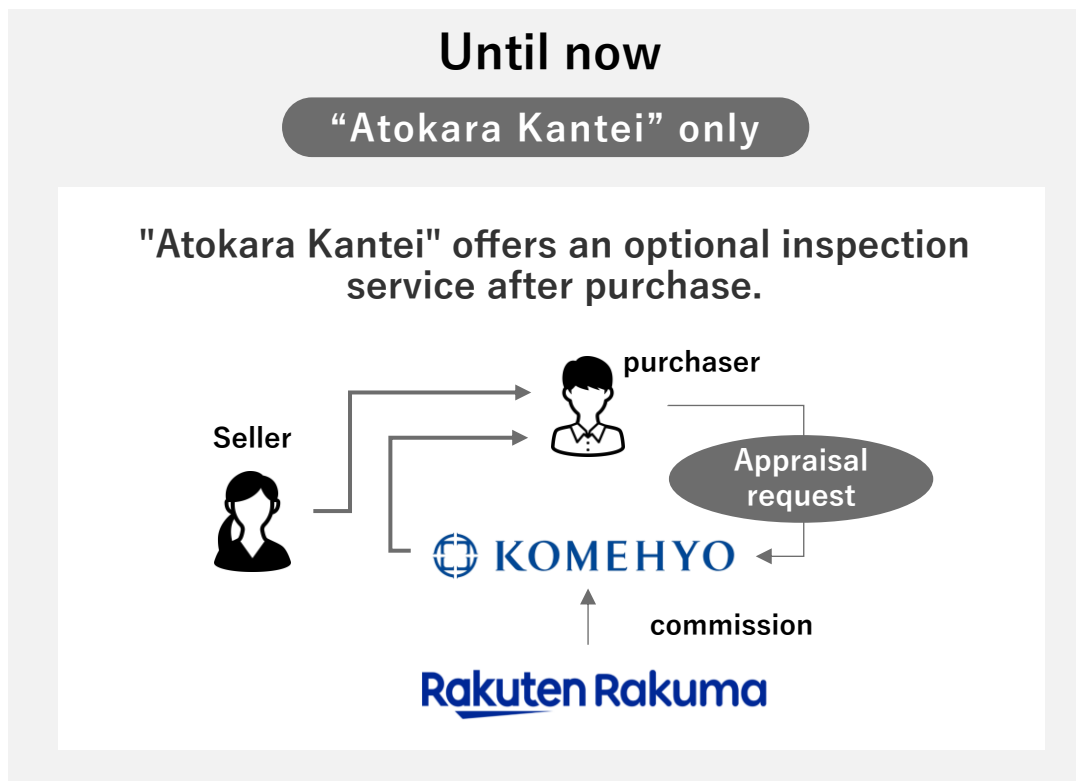 Until now
“Atokara Kantei” only
"Atokara Kantei" offers an optional inspection
service after purchase.
purchaser
Seller
Appraisal
request
KOMEHYO
commission
Rakuten Rakuma